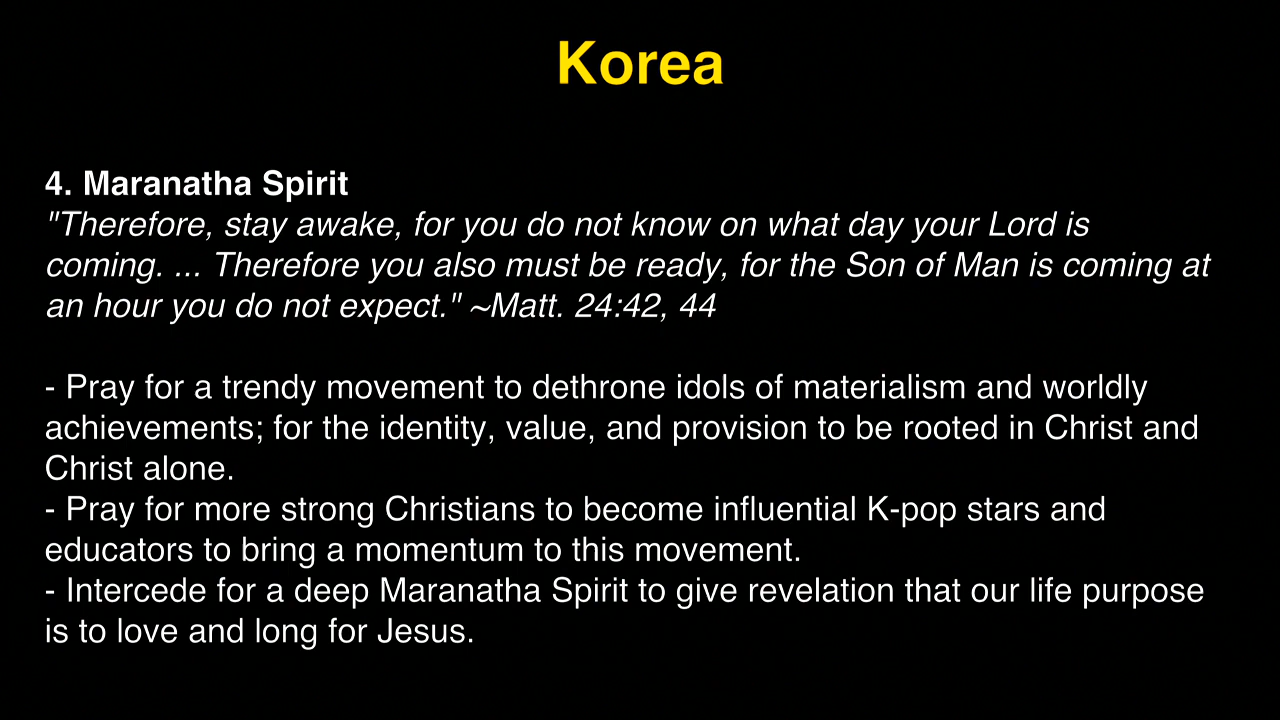 Korea
4. Maranatha Spirit
"Therefore, stay awake, for you do not know on what day your Lord is
coming. ... Therefore you also must be ready, for the Son of Man is coming at
an hour you do not expect." ~Matt. 24:42, 44
- Pray for a trendy movement to dethrone idols of materialism and worldly
achievements; for the identity, value, and provision to be rooted in Christ and
Christ alone.
- Pray for more strong Christians to become influential K-pop stars and
educators to bring a momentum to this movement.
- Intercede for a deep Maranatha Spirit to give revelation that our life purpose
is to love and long for Jesus.